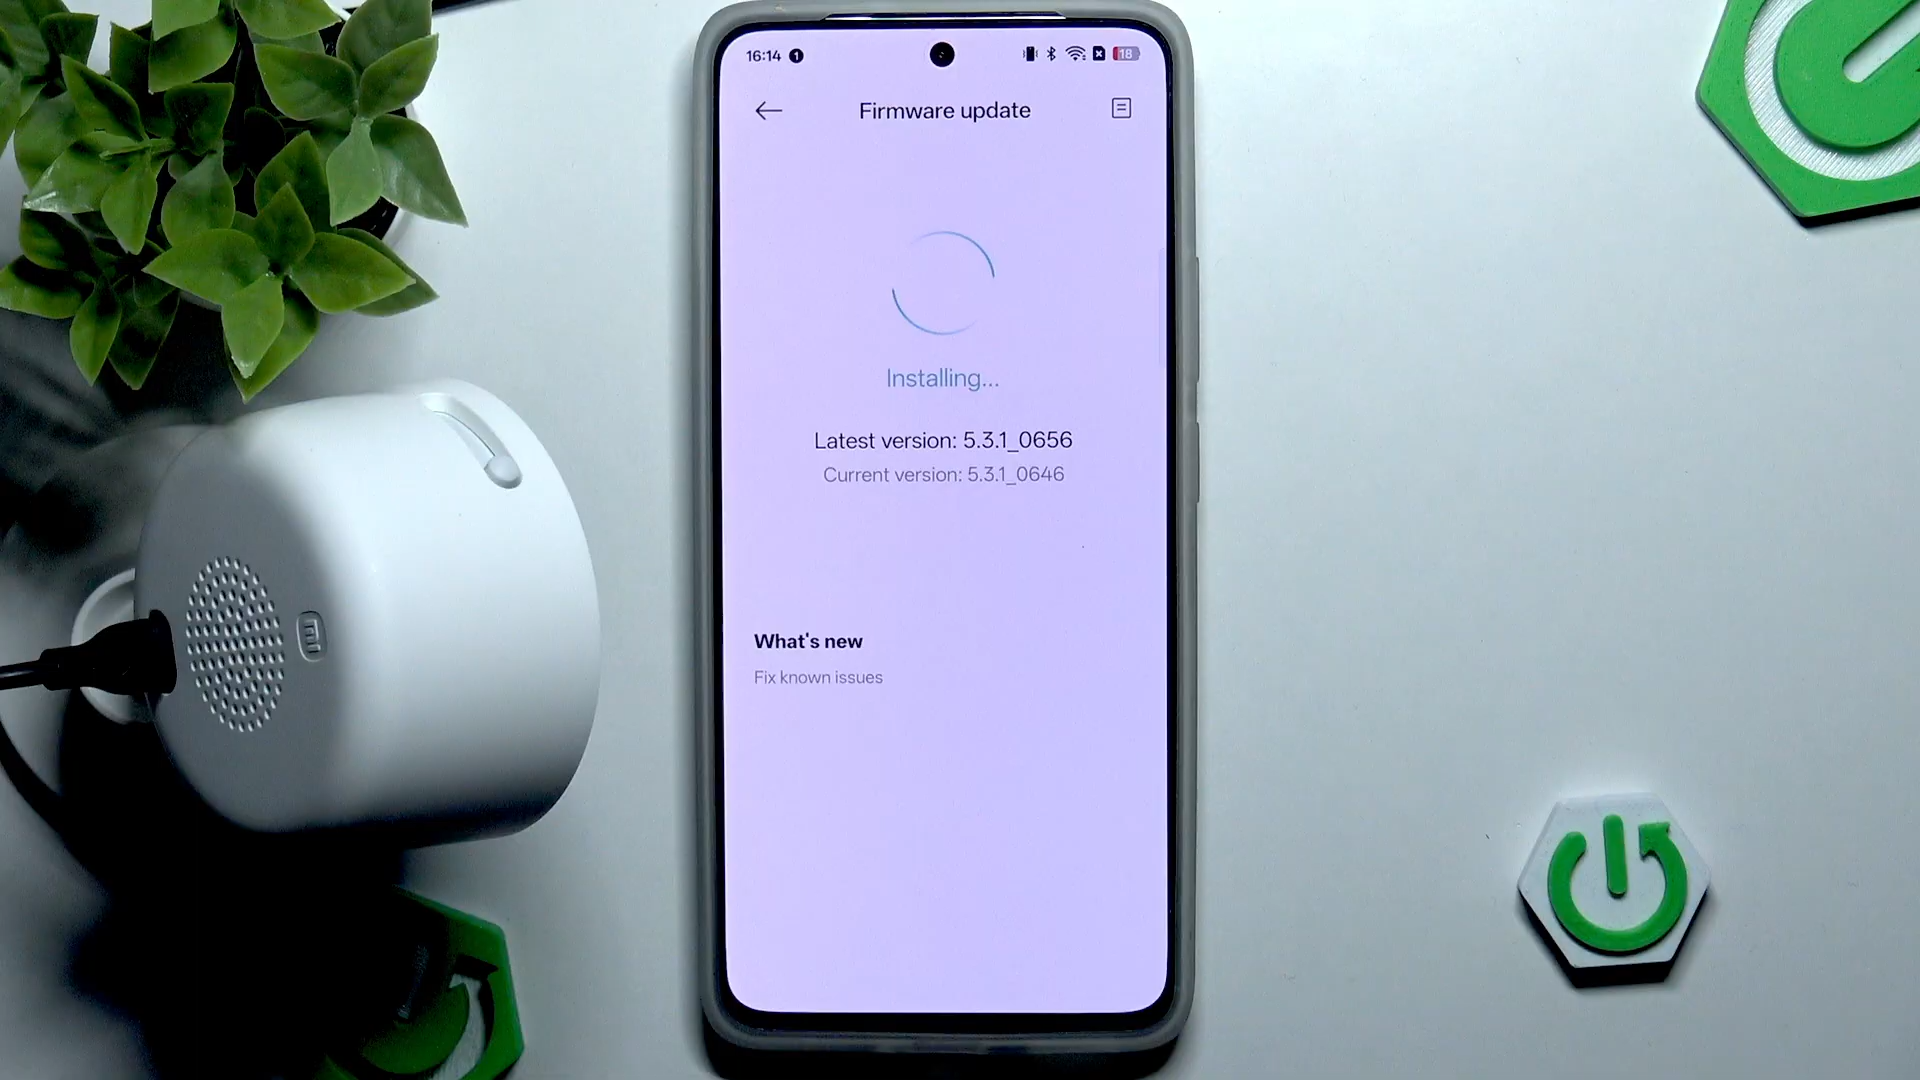 16:14 1
18
Firmware update
Installing...
Latest version: 5.3.1_0656
Current version: 5.3.1_0646
What's new
Fix known issues
mi